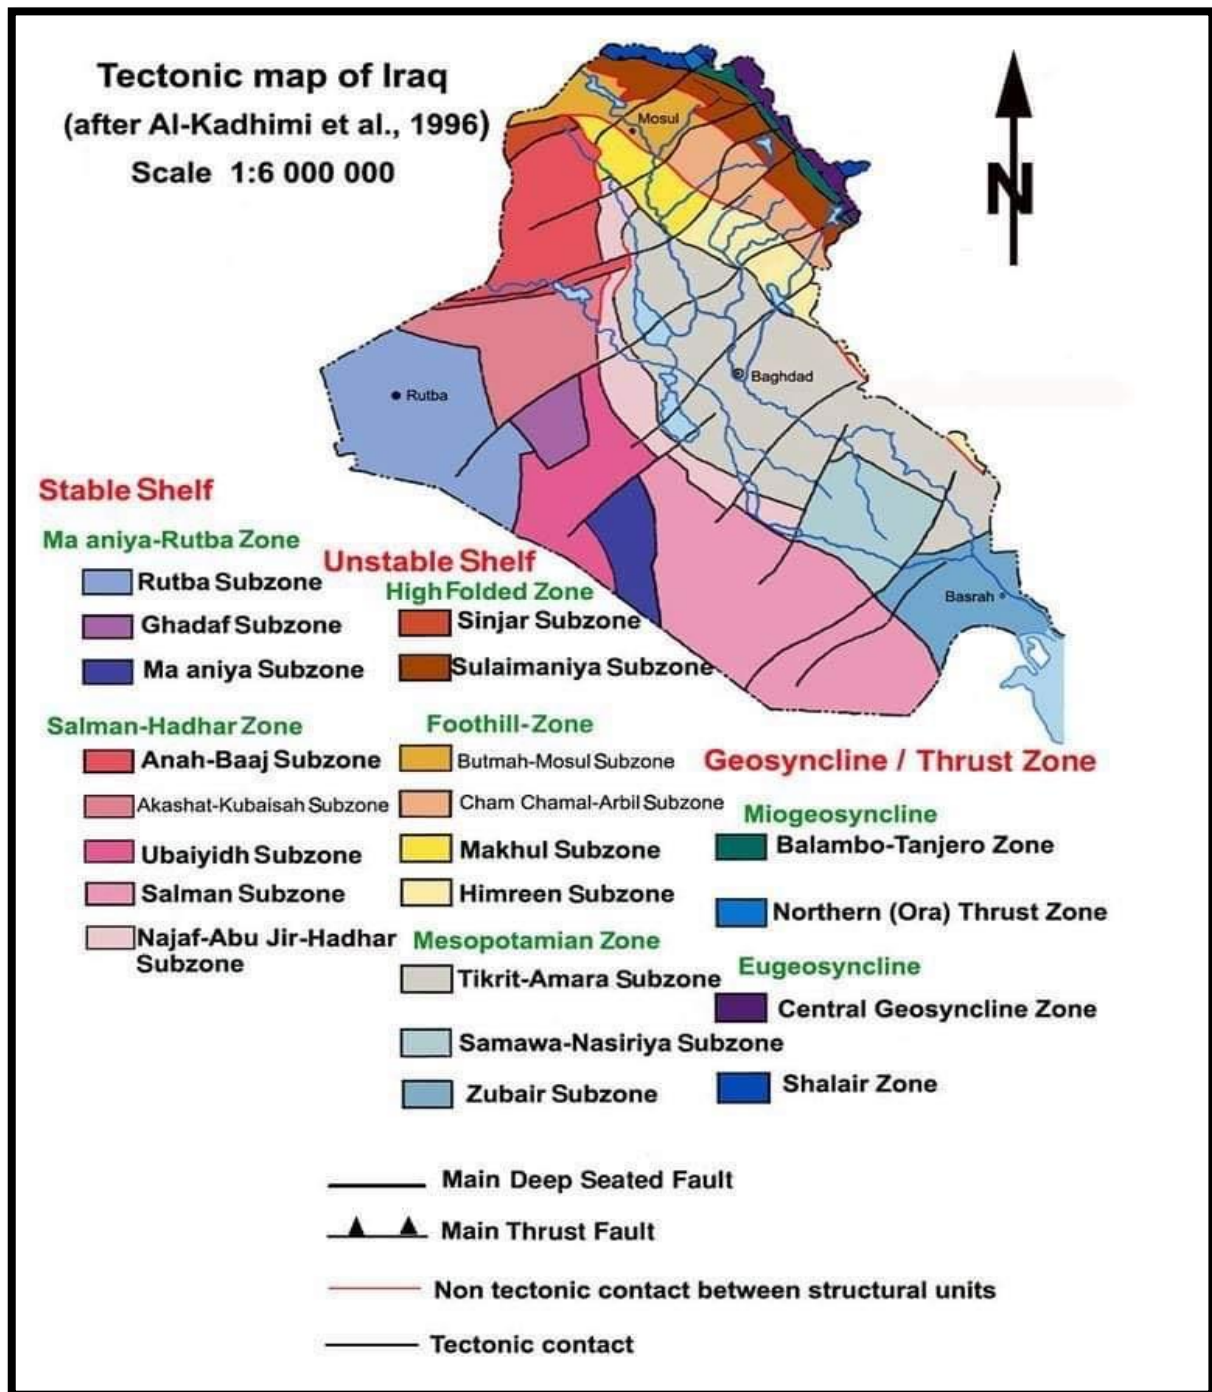 Tectonic map of Iraq
(after Al-Kadhimi et al., 1996)
Scale 1:6 000 000
N
Mosul
Baghdad
Rutba
Basrah
Stable Shelf
Ma aniya-Rutba Zone
Rutba Subzone
Ghadaf Subzone
Ma aniya Subzone
Salman-Hadhar Zone
Anah-Baaj Subzone
Akashat-Kubaisah Subzone
Ubaiyidh Subzone
Salman Subzone
Najaf-Abu Jir-Hadhar
Subzone
Unstable Shelf
High Folded Zone
Sinjar Subzone
Sulaimaniya Subzone
Foothill-Zone
Butmah-Mosul Subzone
Cham Chamal-Arbil Subzone
Makhul Subzone
Himreen Subzone
Mesopotamian Zone
Tikrit-Amara Subzone
Samawa-Nasiriya Subzone
Zubair Subzone
Geosyncline / Thrust Zone
Miogeosyncline
Balambo-Tanjero Zone
Northern (Ora) Thrust Zone
Eugeosyncline
Central Geosyncline Zone
Shalair Zone
Main Deep Seated Fault
Main Thrust Fault
Non tectonic contact between structural units
Tectonic contact